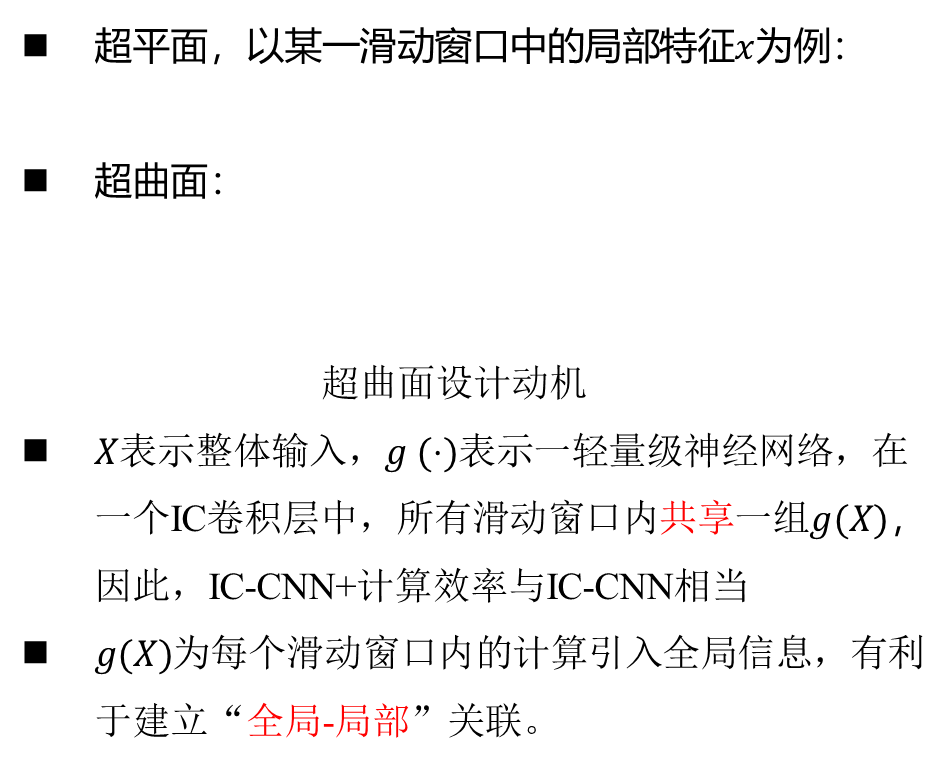 ■ 超平面，以某一滑动窗口中的局部特征𝑥为例：
■ 超曲面：
超曲面设计动机
■ 𝑋表示整体输入，𝑔 (·)表示一轻量级神经网络，在
一个IC卷积层中，所有滑动窗口内共享一组𝑔(𝑋)，
因此，IC-CNN+计算效率与IC-CNN相当
■ 𝑔(𝑋)为每个滑动窗口内的计算引入全局信息，有利
于建立“全局-局部”关联。